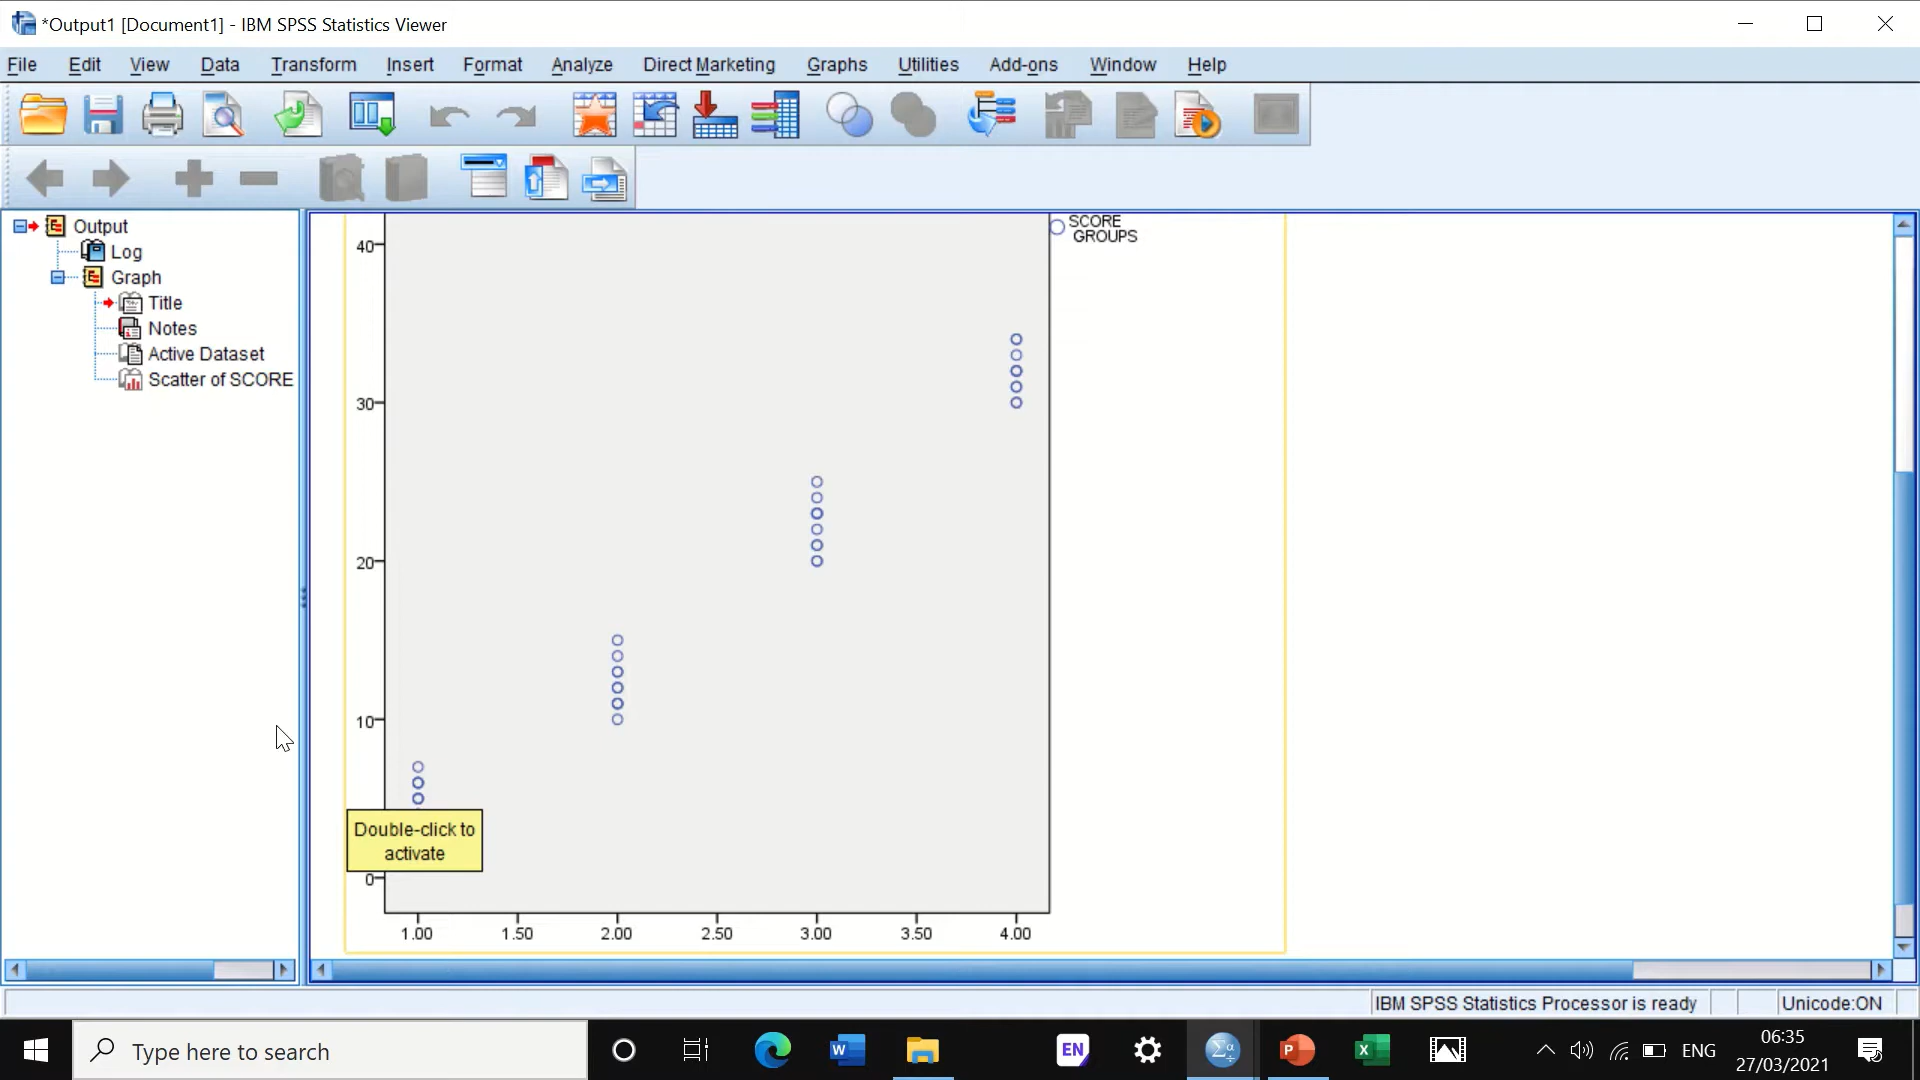 *Output1 [Document1] - IBM SPSS Statistics Viewer
File Edit View Data Transform Insert Format Analyze Direct Marketing Graphs Utilities Add-ons Window Help
Output
Log
Graph
Title
Notes
Active Dataset
Scatter of SCORE
SCORE
GROUPS
40
30
20
10
0
Double-click to
activate
1.00 1.50 2.00 2.50 3.00 3.50 4.00
IBM SPSS Statistics Processor is ready Unicode:ON
Type here to search
EN
ENG
06:35
27/03/2021